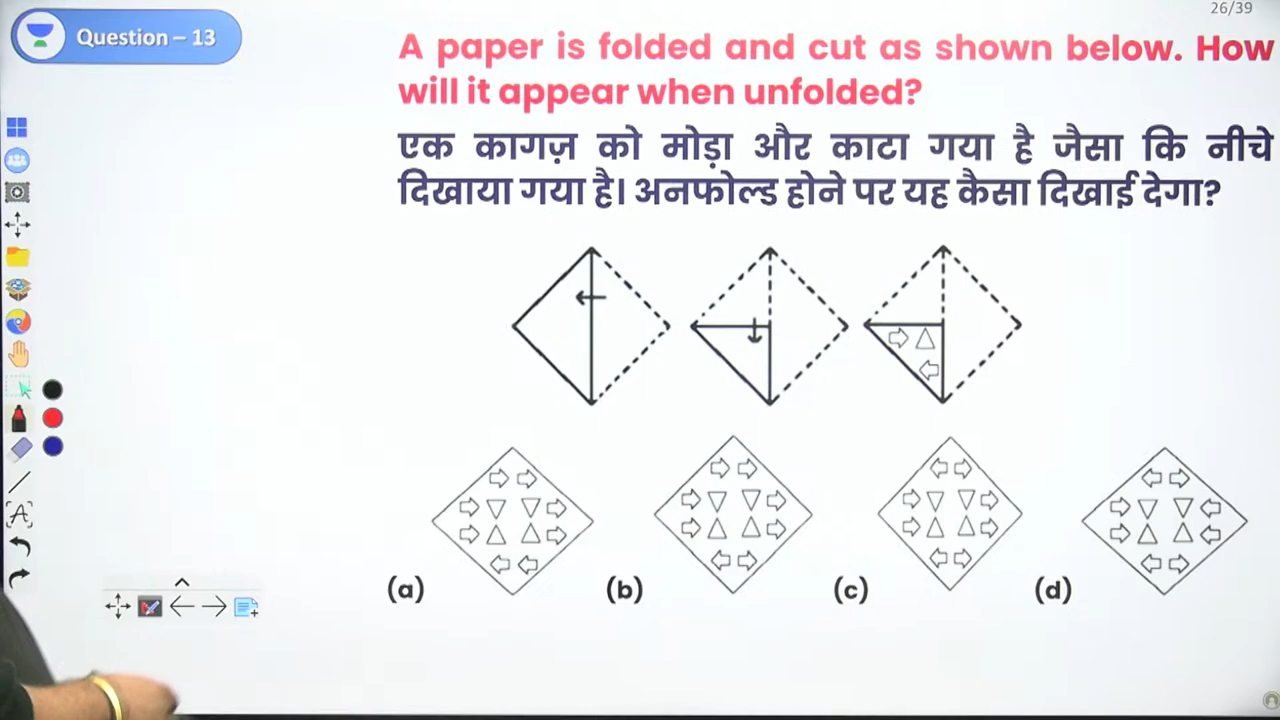 26/39
Question – 13
A paper is folded and cut as shown below. How
will it appear when unfolded?
एक कागज़ को मोड़ा और काटा गया है जैसा कि नीचे
दिखाया गया है। अनफोल्ड होने पर यह कैसा दिखाई देगा?
(a) (b) (c) (d)